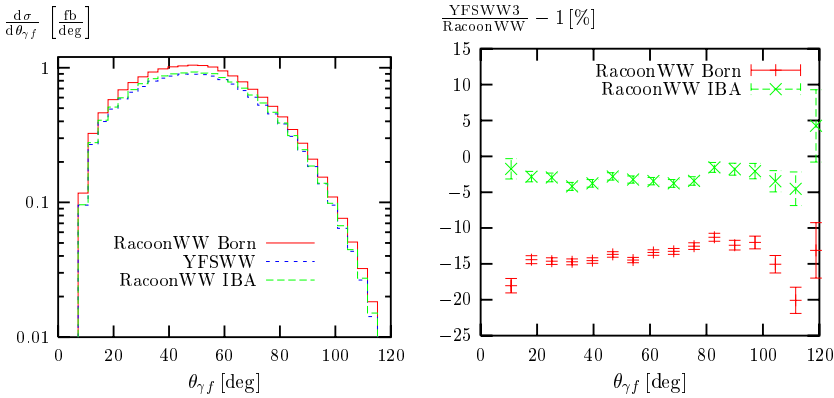 dσ/dθγf [fb/deg]
1
0.1
0.01
RacoonWW Born
YFSWW
RacoonWW IBA
0 20 40 60 80 100 120
θγf [deg]
YFSWW3/RacoonWW − 1 [%]
15
10
5
0
−5
−10
−15
−20
−25
RacoonWW Born
RacoonWW IBA
0 20 40 60 80 100 120
θγf [deg]